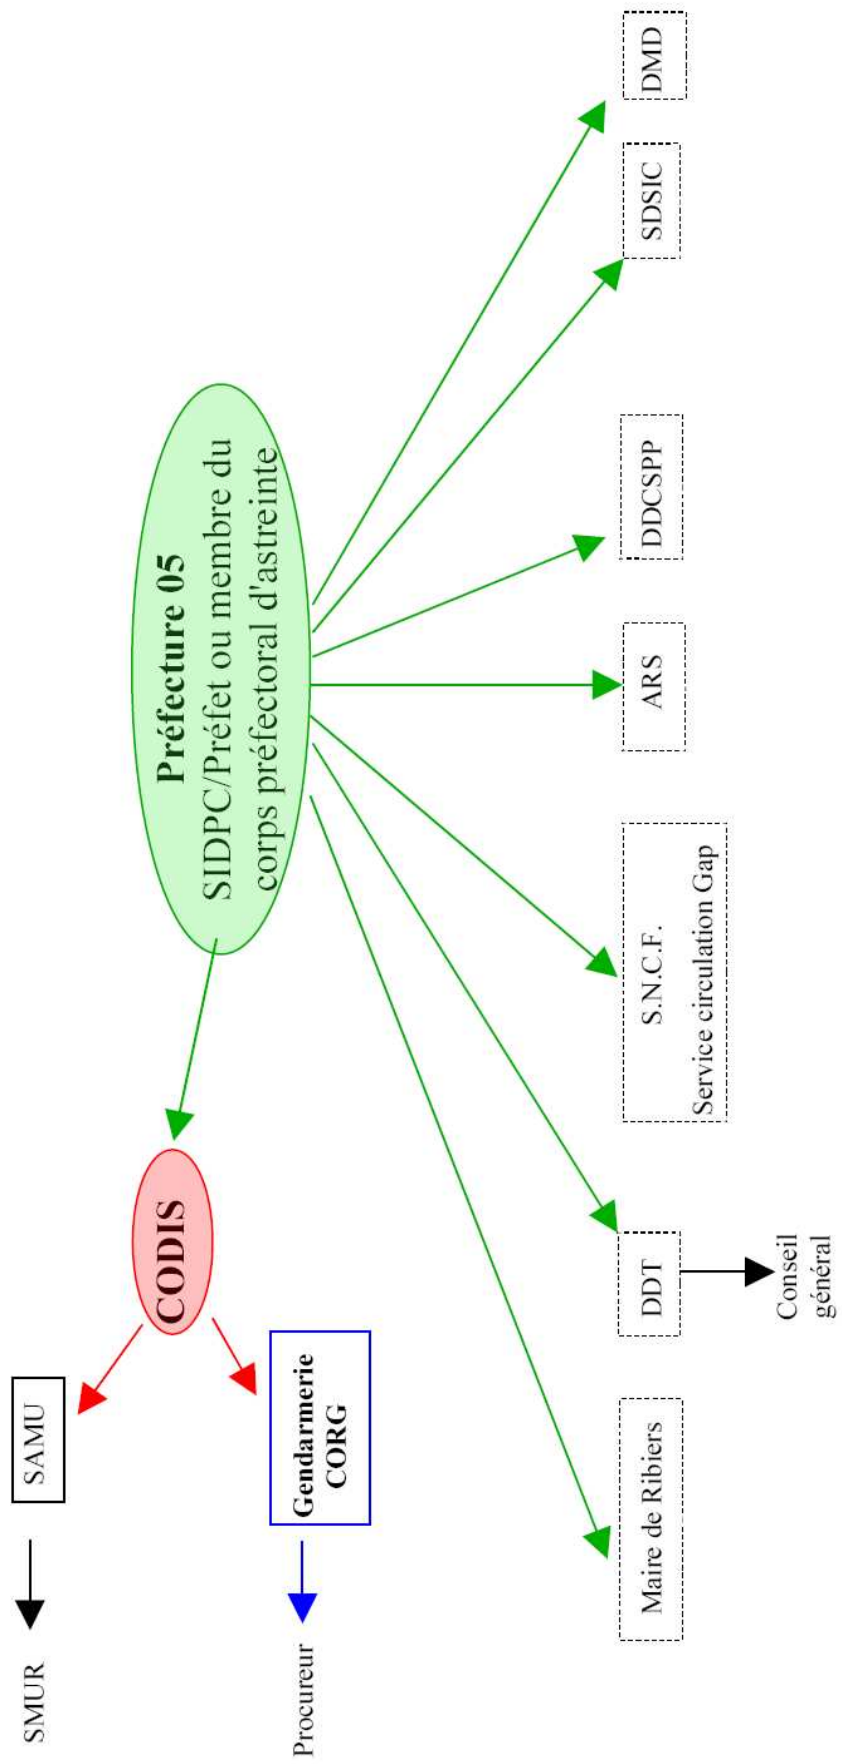 SMUR
SAMU
Procureur
Gendarmerie
CORG
CODIS
Préfecture 05
SIDPC/Préfet ou membre du
corps préfectoral d'astreinte
Maire de Ribiers
DDT
S.N.C.F.
Service circulation Gap
ARS
DDCSPP
SDSIC
DMD
Conseil
général